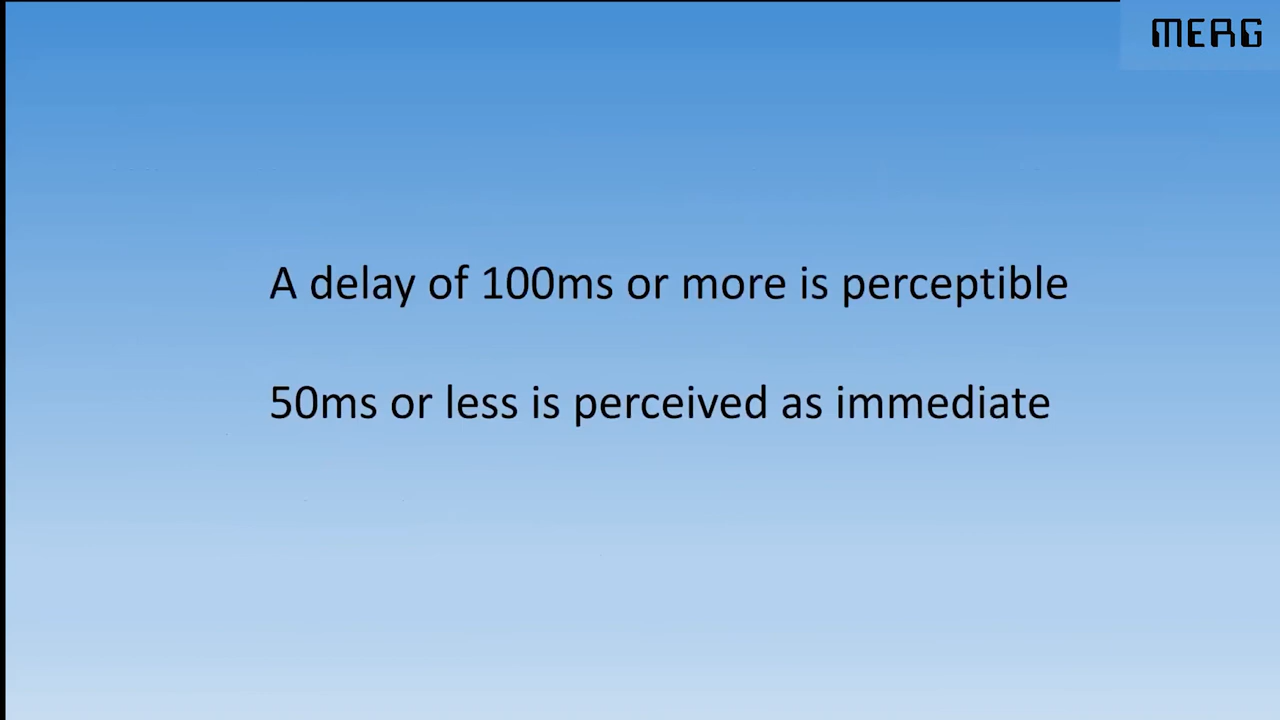 MERG
A delay of 100ms or more is perceptible
50ms or less is perceived as immediate